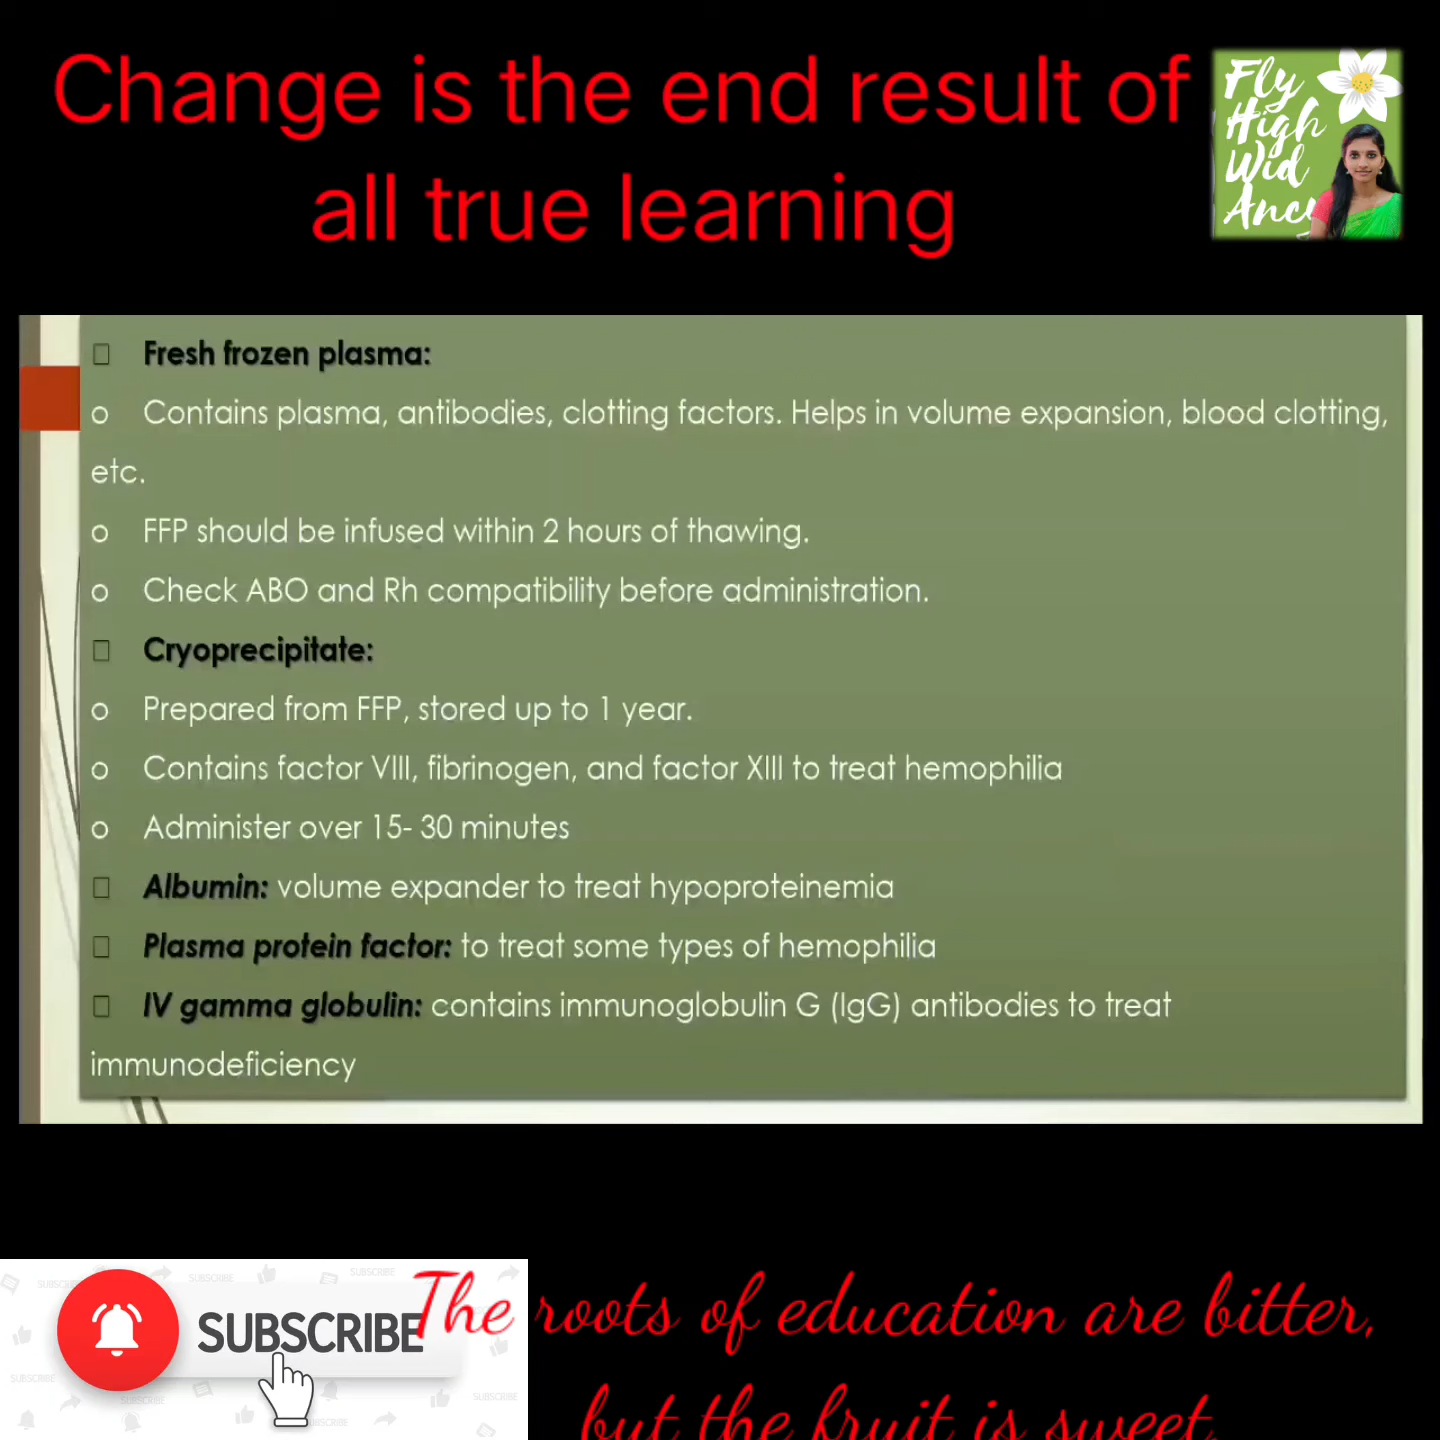 Change is the end result of
all true learning
Fly
High
Wid
Ancy
Fresh frozen plasma:
o Contains plasma, antibodies, clotting factors. Helps in volume expansion, blood clotting,
etc.
o FFP should be infused within 2 hours of thawing.
o Check ABO and Rh compatibility before administration.
Cryoprecipitate:
o Prepared from FFP, stored up to 1 year.
o Contains factor VIII, fibrinogen, and factor XIII to treat hemophilia
o Administer over 15- 30 minutes
Albumin: volume expander to treat hypoproteinemia
Plasma protein factor: to treat some types of hemophilia
IV gamma globulin: contains immunoglobulin G (IgG) antibodies to treat
immunodeficiency
SUBSCRIBE
The roots of education are bitter,
but the fruit is sweet.